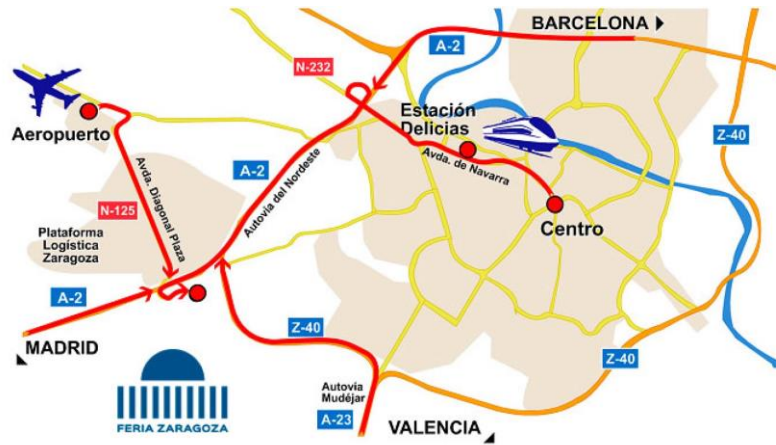 BARCELONA
A-2
N-232
Aeropuerto
Estación
Delicias
Z-40
A-2
Avda. de Navarra
Autovía del Nordeste
Avda. Diagonal Plaza
N-125
Centro
Plataforma
Logística
Zaragoza
A-2
MADRID
Z-40
Z-40
Autovía
Mudéjar
A-23
VALENCIA
FERIA ZARAGOZA